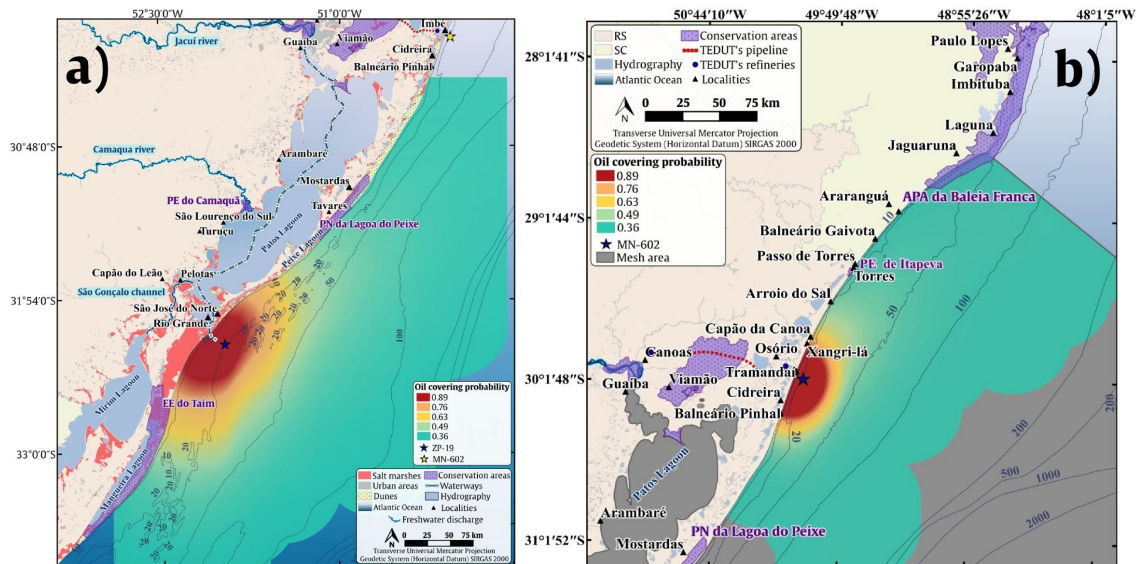 52°30'0"W
51°0'0"W
a)
Jacuí river
Guaíba
Viamão
Imbé
Cidreira
Balneário Pinhal
30°48'0"S
Camaqua river
Arambaré
Mostardas
PE do Camaquã
Tavares
São Lourenço do Sul
Turuçu
Patos Lagoon
PN da Lagoa do Peixe
Peixe Lagoon
Capão do Leão
Pelotas
São Gonçalo channel
31°54'0"S
São José do Norte
Rio Grande
20
20
20
50
100
Mirim Lagoon
EE do Taim
33°0'0"S
Mangueira Lagoon
10
20
Oil covering probability
0.89
0.76
0.63
0.49
0.36
ZP-19
MN-602
Salt marshes
Conservation areas
Urban areas
Waterways
Dunes
Hydrography
Atlantic Ocean
Localities
Freshwater discharge
N
0 25 50 75 km
Transverse Universal Mercator Projection
Geodetic System (Horizontal Datum) SIRGAS 2000
50°44'10"W
49°49'48"W
48°55'26"W
48°1'15"W
b)
28°1'41"S
29°1'44"S
30°1'48"S
31°1'52"S
RS
Conservation areas
SC
TEDUT's pipeline
Hydrography
TEDUT's refineries
Atlantic Ocean
Localities
N
0 25 50 75 km
Transverse Universal Mercator Projection
Geodetic System (Horizontal Datum) SIRGAS 2000
Oil covering probability
0.89
0.76
0.63
0.49
0.36
MN-602
Mesh area
Paulo Lopes
Garopaba
Imbituba
Laguna
Jaguaruna
APA da Baleia Franca
Araranguá
10
Balneário Gaivota
Passo de Torres
PE de Itapeva
Torres
Arroio do Sal
50
100
Capão da Canoa
Osório
Xangri-lá
Canoas
Tramandaí
Guaíba
Viamão
Cidreira
Balneário Pinhal
20
200
200
Patos Lagoon
500
1000
2000
Arambaré
PN da Lagoa do Peixe
Mostardas